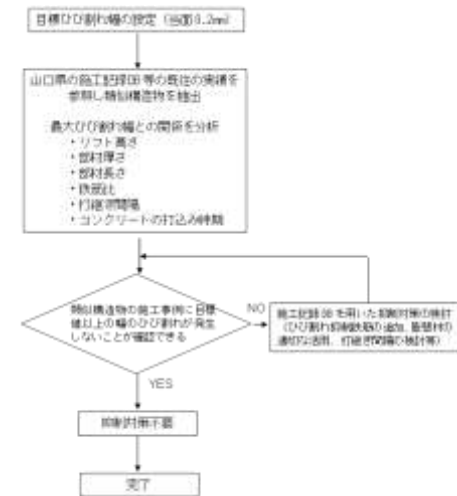 目標ひび割れ幅の設定（当面0.2mm）
山口県の施工記録DB等の既往の実績を
参照し類似構造物を抽出
最大ひび割れ幅との関係を分析
・リフト高さ
・部材厚さ
・部材長さ
・鉄筋比
・打継目間隔
・コンクリートの打込み時期
類似構造物の施工事例に目標
値以上の幅のひび割れが発生
しないことが確認できる
NO
施工記録DBを用いた抑制対策の検討
（ひび割れ抑制鉄筋の追加、膨張材の
適切な活用、打継ぎ間隔の検討等）
YES
抑制対策不要
完了